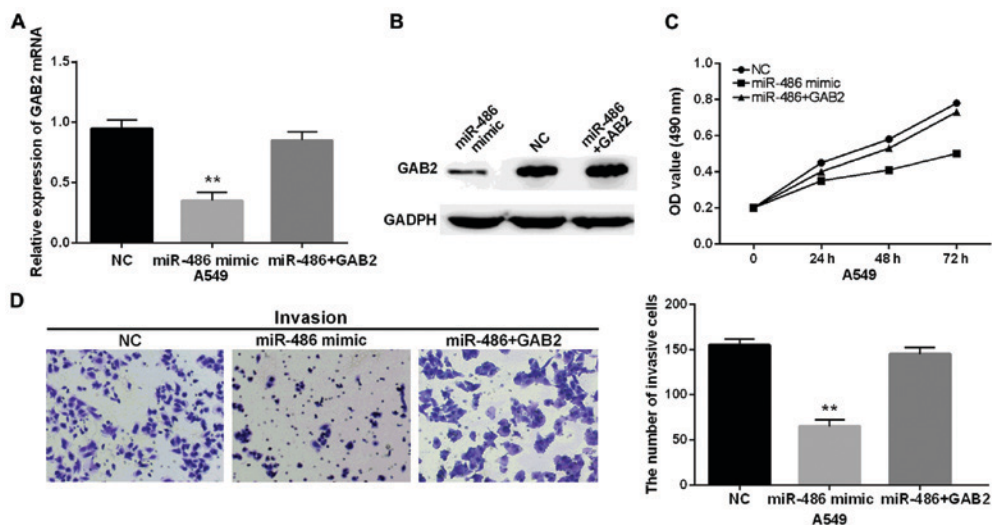 A
Relative expression of GAB2 mRNA
1.5
1.0
0.5
0.0
**
NC
miR-486 mimic
miR-486+GAB2
A549
B
miR-486
mimic
NC
miR-486
+GAB2
GAB2
GADPH
C
OD value (490 nm)
1.0
0.8
0.6
0.4
0.2
NC
miR-486 mimic
miR-486+GAB2
0
24 h
48 h
72 h
A549
D
Invasion
NC
miR-486 mimic
miR-486+GAB2
The number of invasive cells
200
150
100
50
0
**
NC
miR-486 mimic
miR-486+GAB2
A549